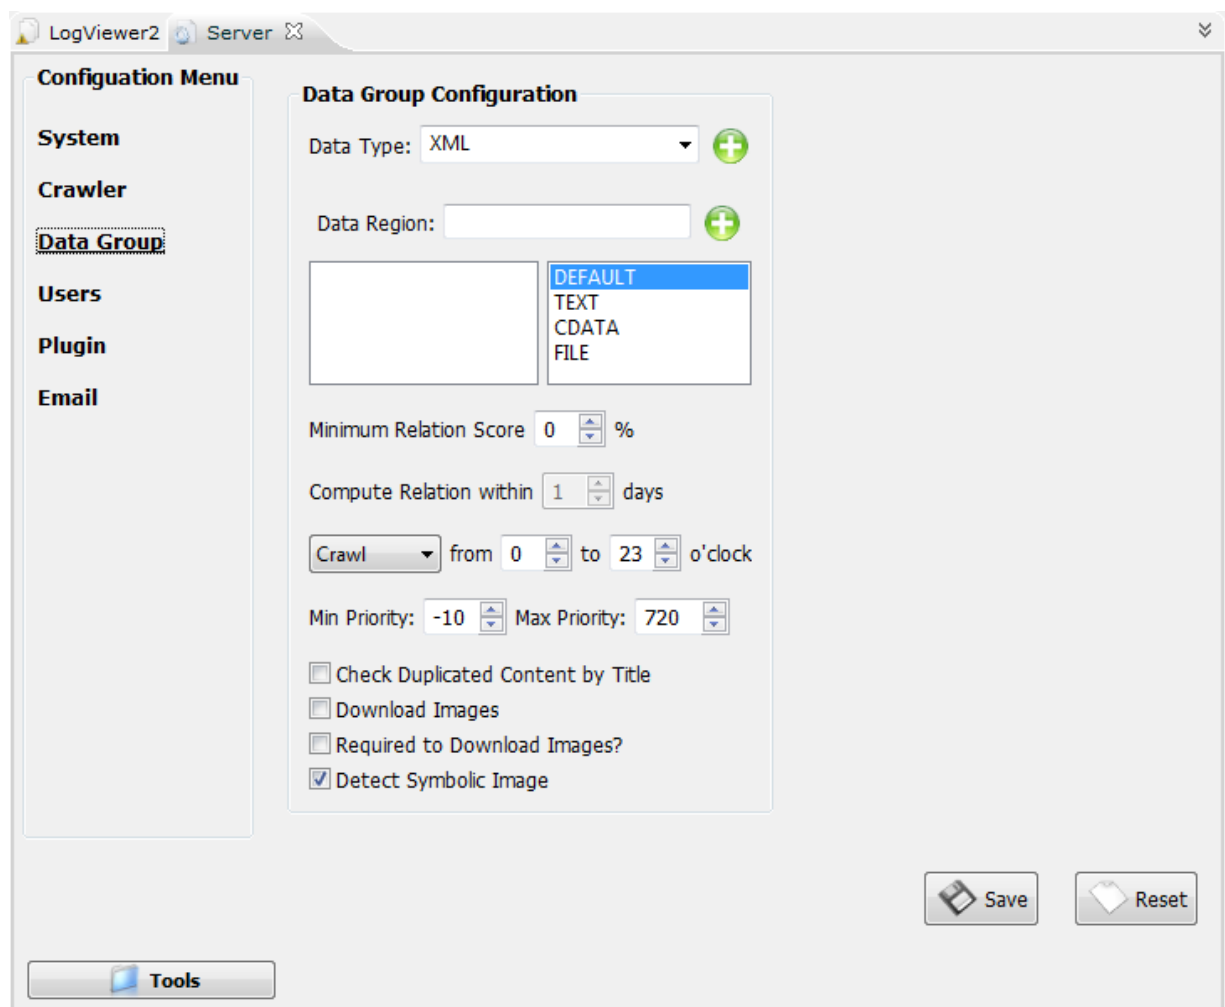 LogViewer2 Server
Configuation Menu
System
Crawler
Data Group
Users
Plugin
Email
Data Group Configuration
Data Type: XML
Data Region:
DEFAULT
TEXT
CDATA
FILE
Minimum Relation Score 0 %
Compute Relation within 1 days
Crawl from 0 to 23 o'clock
Min Priority: -10 Max Priority: 720
Check Duplicated Content by Title
Download Images
Required to Download Images?
Detect Symbolic Image
Save Reset
Tools